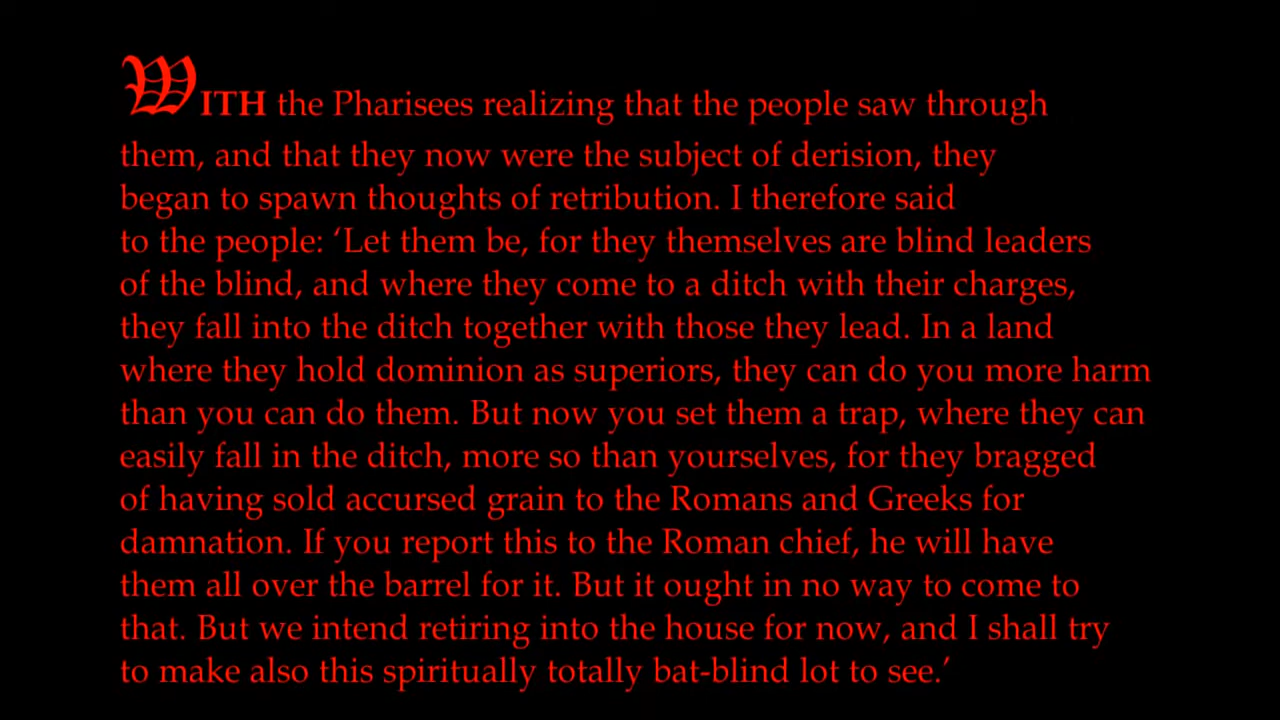 WITH the Pharisees realizing that the people saw through
them, and that they now were the subject of derision, they
began to spawn thoughts of retribution. I therefore said
to the people: ‘Let them be, for they themselves are blind leaders
of the blind, and where they come to a ditch with their charges,
they fall into the ditch together with those they lead. In a land
where they hold dominion as superiors, they can do you more harm
than you can do them. But now you set them a trap, where they can
easily fall in the ditch, more so than yourselves, for they bragged
of having sold accursed grain to the Romans and Greeks for
damnation. If you report this to the Roman chief, he will have
them all over the barrel for it. But it ought in no way to come to
that. But we intend retiring into the house for now, and I shall try
to make also this spiritually totally bat-blind lot to see.’